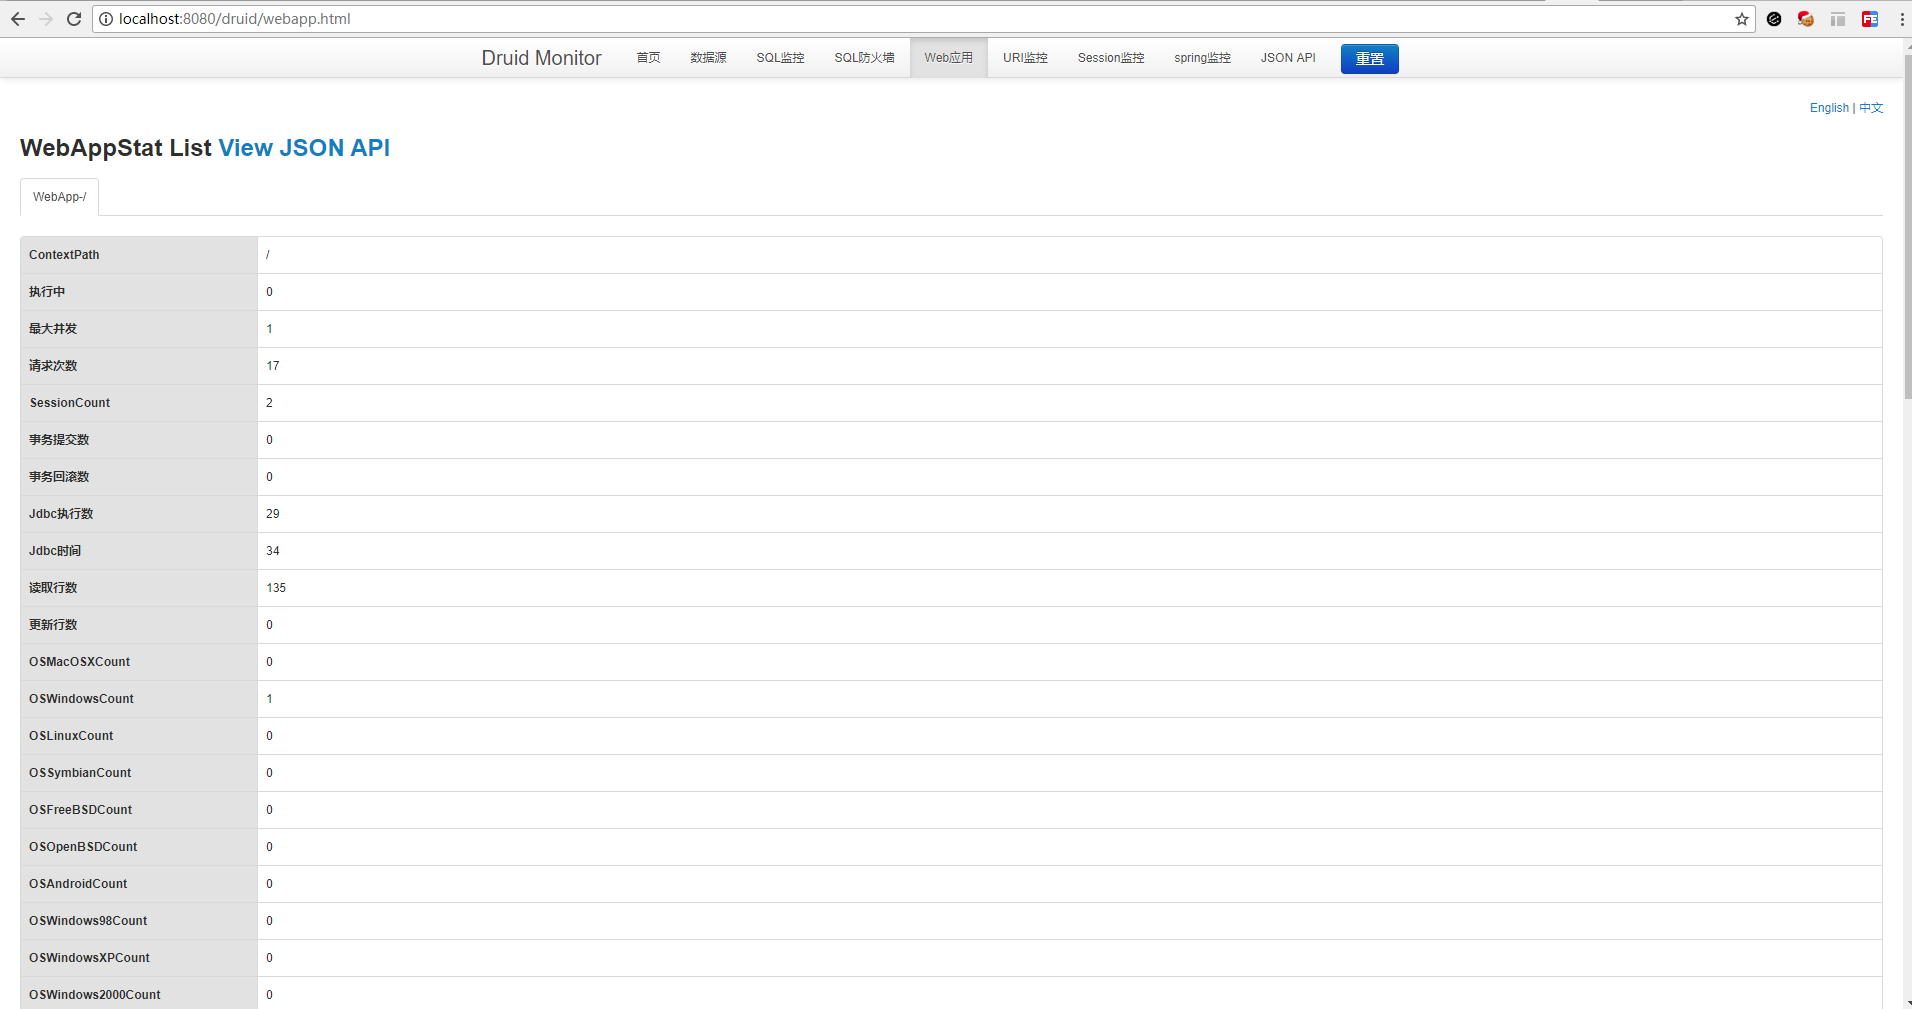 localhost:8080/druid/webapp.html
Druid Monitor 首页 数据源 SQL监控 SQL防火墙 Web应用 URI监控 Session监控 spring监控 JSON API 重置
English | 中文
WebAppStat List View JSON API
WebApp-/
ContextPath /
执行中 0
最大并发 1
请求次数 17
SessionCount 2
事务提交数 0
事务回滚数 0
Jdbc执行数 29
Jdbc时间 34
读取行数 135
更新行数 0
OSMacOSXCount 0
OSWindowsCount 1
OSLinuxCount 0
OSSymbianCount 0
OSFreeBSDCount 0
OSOpenBSDCount 0
OSAndroidCount 0
OSWindows98Count 0
OSWindowsXPCount 0
OSWindows2000Count 0